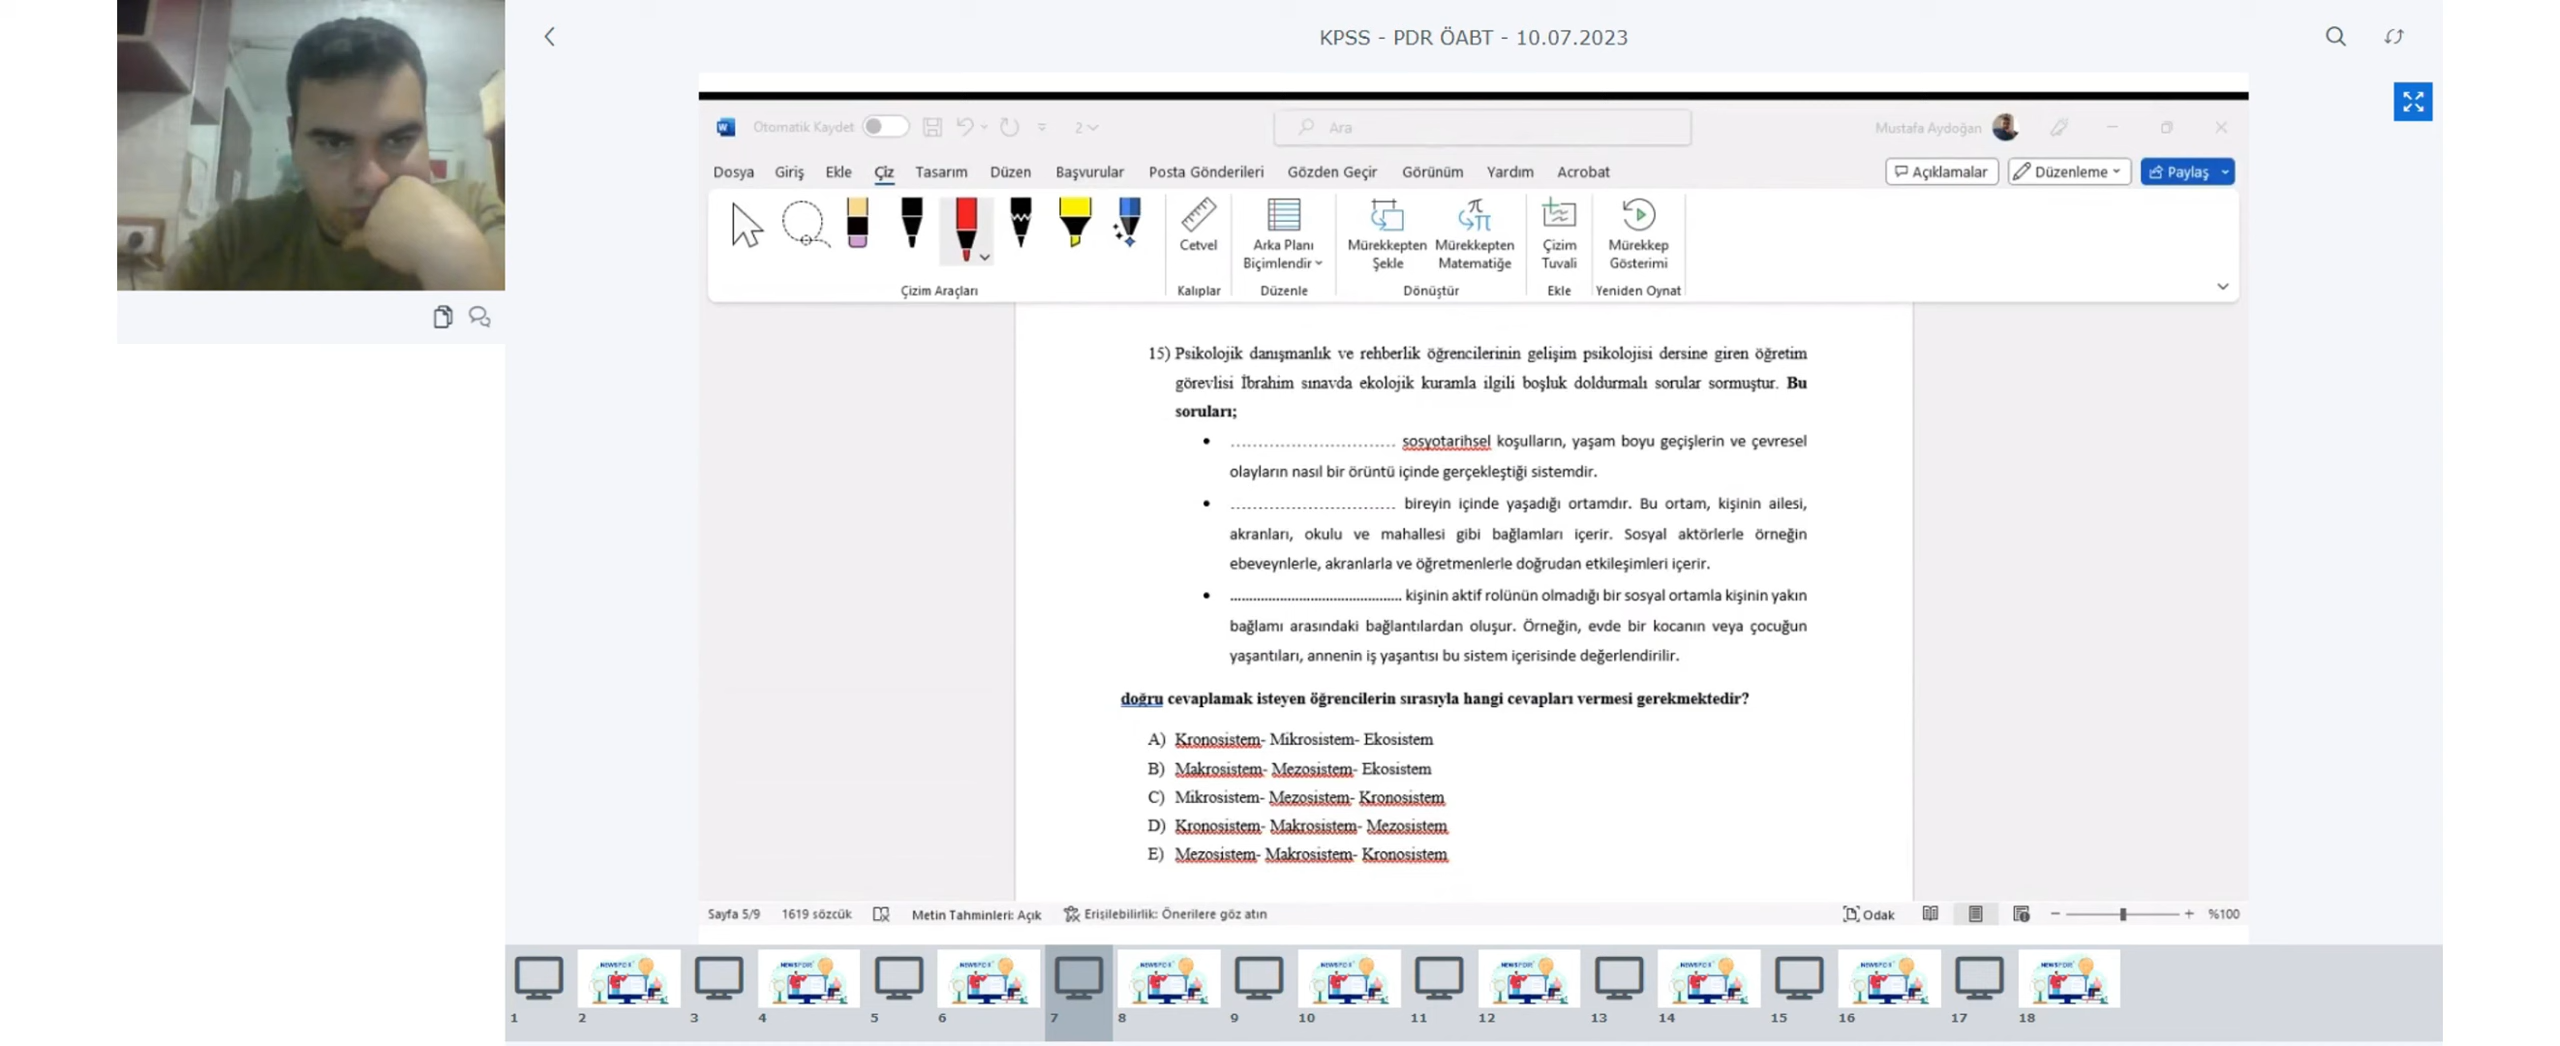 KPSS - PDR ÖABT - 10.07.2023
Otomatik Kaydet
2
Ara
Mustafa Aydoğan
Dosya Giriş Ekle Çiz Tasarım Düzen Başvurular Posta Gönderileri Gözden Geçir Görünüm Yardım Acrobat
Açıklamalar Düzenleme Paylaş
Cetvel
Arka Planı
Biçimlendir
Mürekkepten
Şekle
Mürekkepten
Matematiğe
Çizim
Tuvali
Mürekkep
Gösterimi
Çizim Araçları Kalıplar Düzenle Dönüştür Ekle Yeniden Oynat
15) Psikolojik danışmanlık ve rehberlik öğrencilerinin gelişim psikolojisi dersine giren öğretim
görevlisi İbrahim sınavda ekolojik kuramla ilgili boşluk doldurmalı sorular sormuştur. Bu
soruları;
• .............................. sosyotarihsel koşulların, yaşam boyu geçişlerin ve çevresel
olayların nasıl bir örüntü içinde gerçekleştiği sistemdir.
• .............................. bireyin içinde yaşadığı ortamdır. Bu ortam, kişinin ailesi,
akranları, okulu ve mahallesi gibi bağlamları içerir. Sosyal aktörlerle örneğin
ebeveynlerle, akranlarla ve öğretmenlerle doğrudan etkileşimleri içerir.
• .............................. kişinin aktif rolünün olmadığı bir sosyal ortamla kişinin yakın
bağlamı arasındaki bağlantılardan oluşur. Örneğin, evde bir kocanın veya çocuğun
yaşantıları, annenin iş yaşantısı bu sistem içerisinde değerlendirilir.
doğru cevaplamak isteyen öğrencilerin sırasıyla hangi cevapları vermesi gerekmektedir?
A) Kronosistem- Mikrosistem- Ekosistem
B) Makrosistem- Mezosistem- Ekosistem
C) Mikrosistem- Mezosistem- Kronosistem
D) Kronosistem- Makrosistem- Mezosistem
E) Mezosistem- Makrosistem- Kronosistem
Sayfa 5/9 1619 sözcük Metin Tahminleri: Açık Erişilebilirlik: Önerilere göz atın
Odak %100
1 2 3 4 5 6 7 8 9 10 11 12 13 14 15 16 17 18